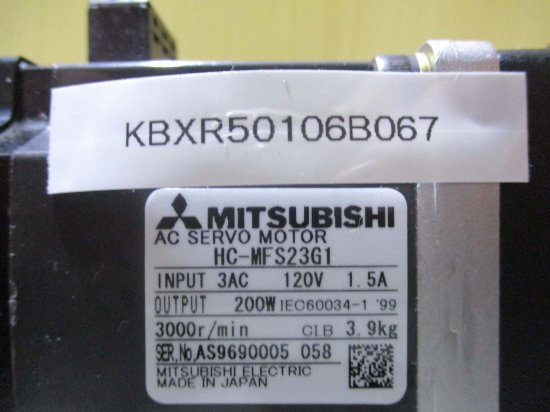 KBXR50106B067
MITSUBISHI
AC SERVO MOTOR
HC-MFS23G1
INPUT 3AC 120V 1.5A
OUTPUT 200W IEC60034-1 '99
3000r/min Cl.B 3.9kg
SER.No.AS9690005 058
MITSUBISHI ELECTRIC
MADE IN JAPAN